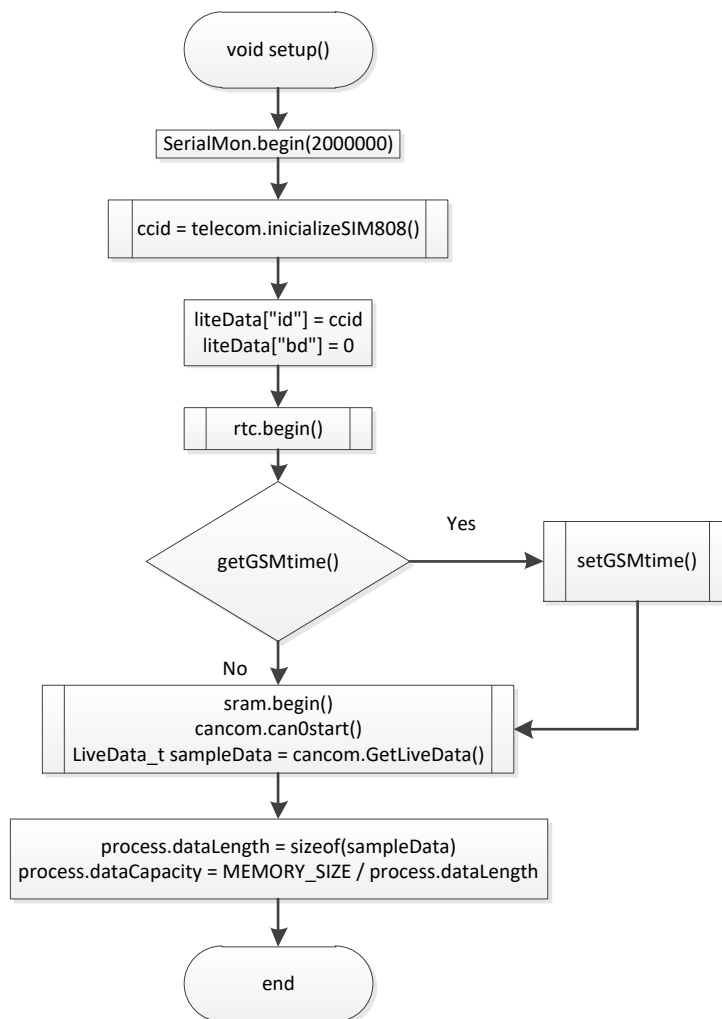 void setup()
SerialMon.begin(2000000)
ccid = telecom.inicializeSIM808()
liteData["id"] = ccid
liteData["bd"] = 0
rtc.begin()
getGSMtime()
Yes
setGSMtime()
No
sram.begin()
cancom.can0start()
LiveData_t sampleData = cancom.GetLiveData()
process.dataLength = sizeof(sampleData)
process.dataCapacity = MEMORY_SIZE / process.dataLength
end